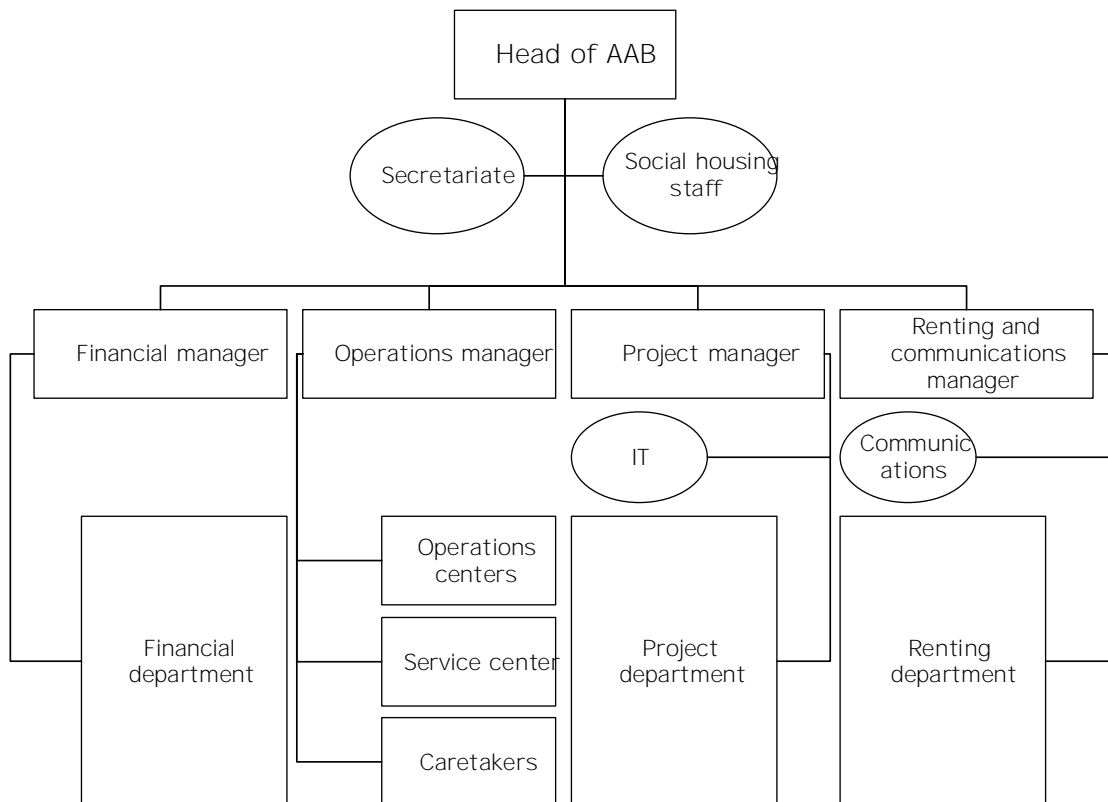 Head of AAB
Secretariate
Social housing
staff
Financial manager
Operations manager
Project manager
Renting and
communications
manager
IT
Communic
ations
Operations
centers
Financial
department
Service center
Project
department
Renting
department
Caretakers